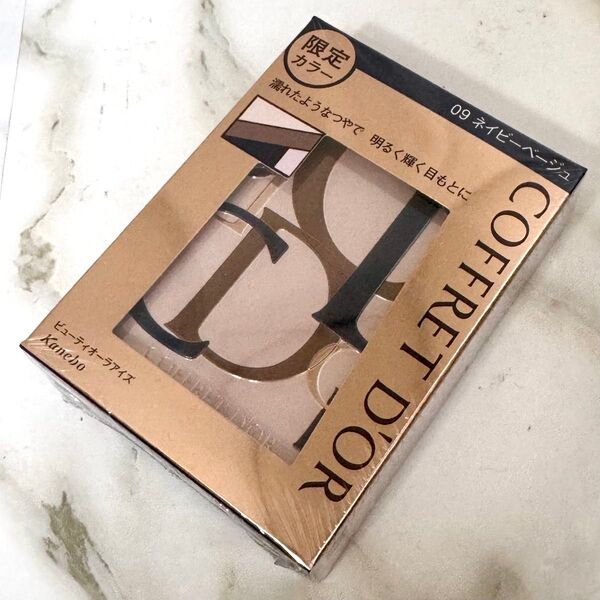 限定
カラー
09 ネイビーベージュ
濡れたようなつやで 明るく輝く目もとに
COFFRET D'OR
COFFRET D'OR
ビューティオーラアイズ
Kanebo